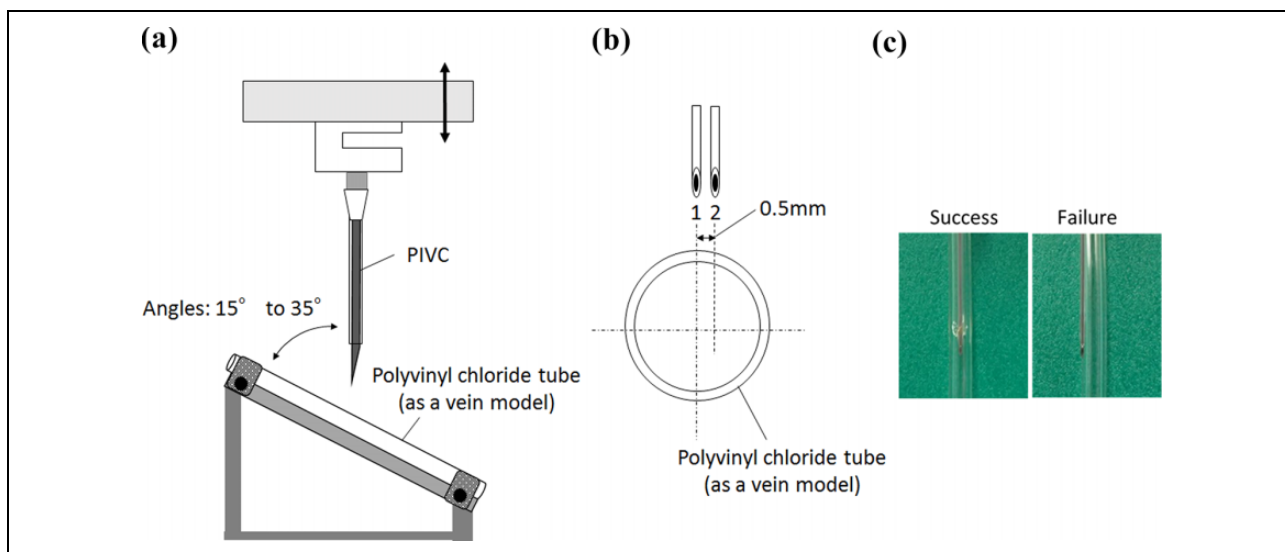 (a)
PIVC
Angles: 15° to 35°
Polyvinyl chloride tube
(as a vein model)
(b)
1 2
0.5mm
Polyvinyl chloride tube
(as a vein model)
(c)
Success
Failure